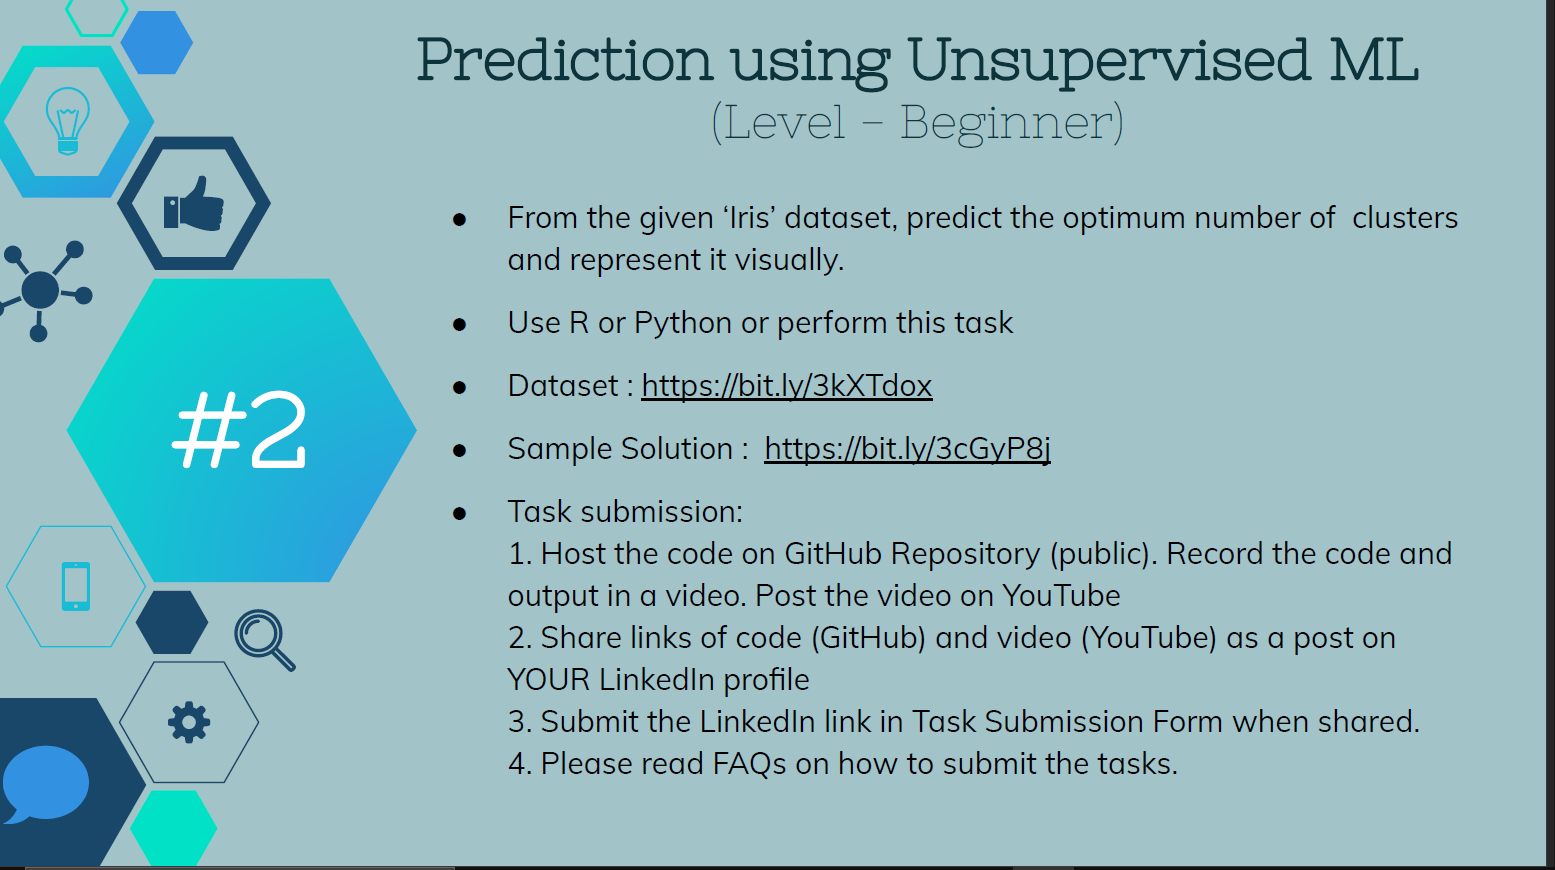 Prediction using Unsupervised ML
(Level – Beginner)
#2
● From the given ‘Iris’ dataset, predict the optimum number of  clusters
and represent it visually.
● Use R or Python or perform this task
● Dataset : https://bit.ly/3kXTdox
● Sample Solution :  https://bit.ly/3cGyP8j
● Task submission:
1. Host the code on GitHub Repository (public). Record the code and
output in a video. Post the video on YouTube
2. Share links of code (GitHub) and video (YouTube) as a post on
YOUR LinkedIn profile
3. Submit the LinkedIn link in Task Submission Form when shared.
4. Please read FAQs on how to submit the tasks.